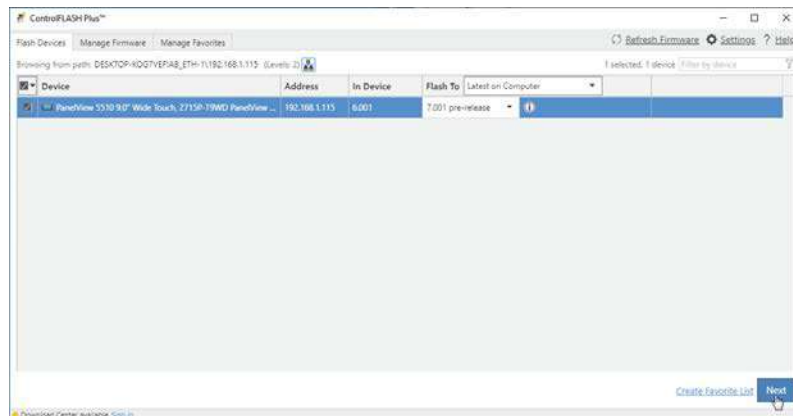 ControlFLASH Plus™
Flash Devices Manage Firmware Manage Favorites Refresh Firmware Settings ? Help
Browsing from path: DESKTOP-KOG7VEP\AB_ETH-1\192.168.1.115 (Levels: 2) 1 selected, 1 device Filter by device
Device Address In Device Flash To Latest on Computer
PanelView 5510 9.0" Wide Touch, 2715P-T9WD PanelView ... 192.168.1.115 6.001 7.001 pre-release
Create Favorite List Next
Download Center available Sign in